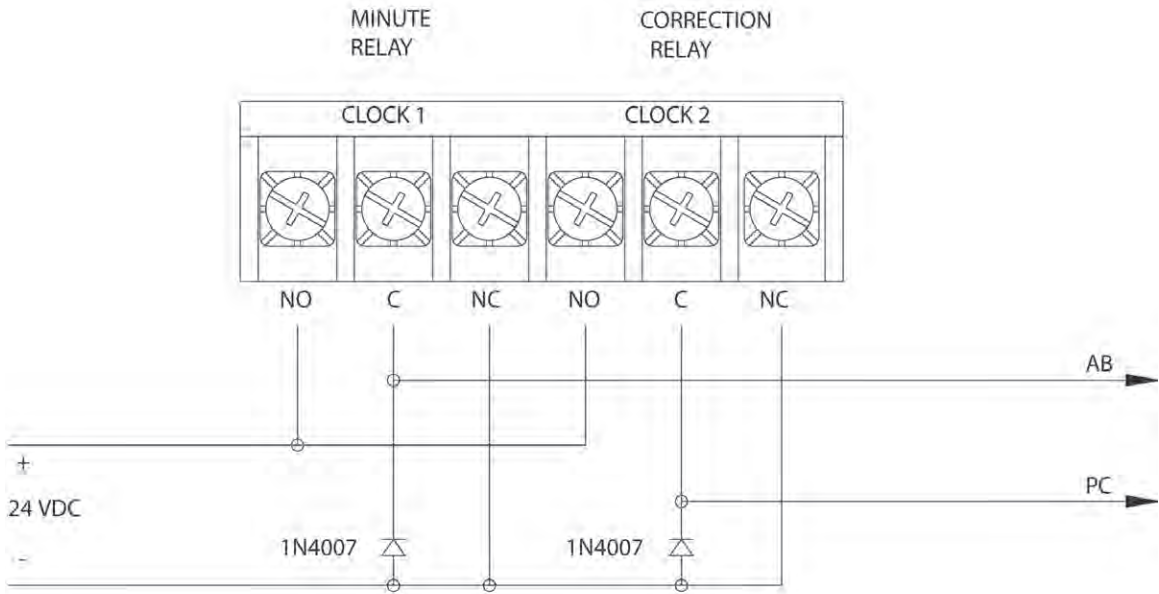 MINUTE
RELAY
CORRECTION
RELAY
CLOCK 1
CLOCK 2
NO
C
NC
NO
C
NC
AB
+
24 VDC
-
PC
1N4007
1N4007